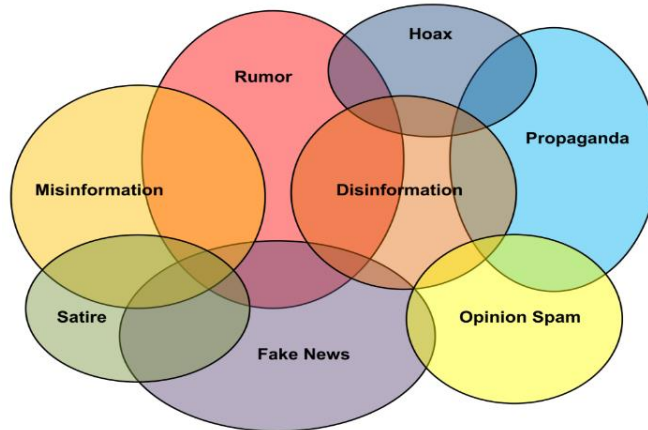 Hoax
Rumor
Propaganda
Misinformation
Disinformation
Satire
Opinion Spam
Fake News